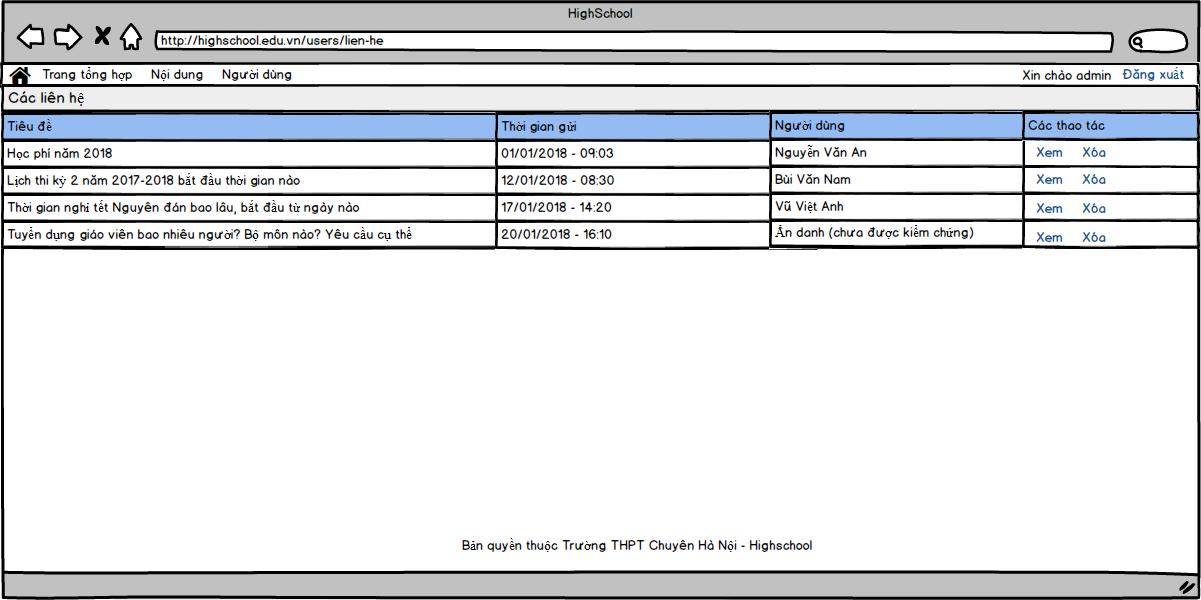 HighSchool
http://highschool.edu.vn/users/lien-he
Trang tổng hợp Nội dung Người dùng Xin chào admin Đăng xuất
Các liên hệ
Tiêu đề Thời gian gửi Người dùng Các thao tác
Học phí năm 2018 01/01/2018 - 09:03 Nguyễn Văn An Xem Xóa
Lịch thi kỳ 2 năm 2017-2018 bắt đầu thời gian nào 12/01/2018 - 08:30 Bùi Văn Nam Xem Xóa
Thời gian nghị tết Nguyên đán bao lâu, bắt đầu từ ngày nào 17/01/2018 - 14:20 Vũ Việt Anh Xem Xóa
Tuyển dụng giáo viên bao nhiêu người? Bộ môn nào? Yêu cầu cụ thể 20/01/2018 - 16:10 Ẩn danh (chưa được kiểm chứng) Xem Xóa
Bản quyền thuộc Trường THPT Chuyên Hà Nội - Highschool